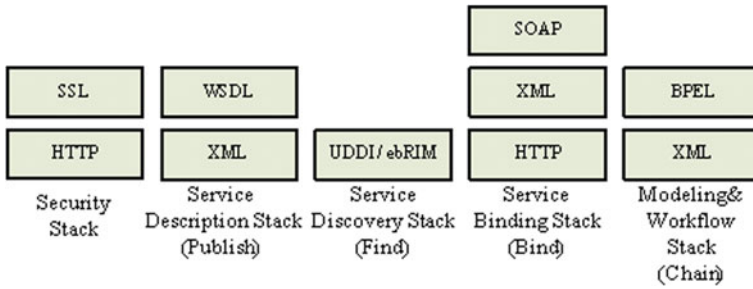 SOAP
SSL
WSDL
XML
BPEL
HTTP
XML
UDDI/ebRIM
HTTP
XML
Security
Stack
Service
Description Stack
(Publish)
Service
Discovery Stack
(Find)
Service
Binding Stack
(Bind)
Modeling&
Workflow
Stack
(Chain)